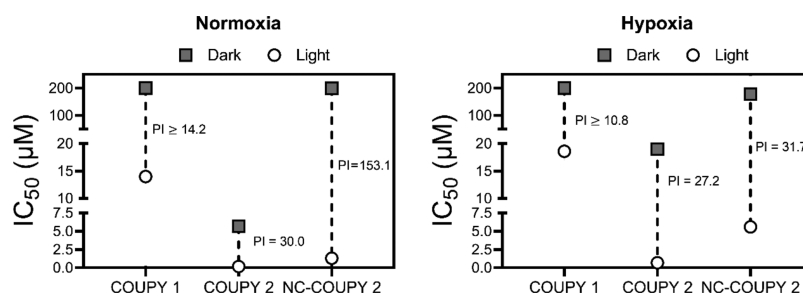 Normoxia
Dark Light
IC50 (µM)
200
100
20
15
10
7.5
5.0
2.5
0.0
PI ≥ 14.2
PI = 30.0
PI=153.1
COUPY 1 COUPY 2 NC-COUPY 2
Hypoxia
Dark Light
IC50 (µM)
200
100
20
15
10
7.5
5.0
2.5
0.0
PI ≥ 10.8
PI = 27.2
PI = 31.7
COUPY 1 COUPY 2 NC-COUPY 2